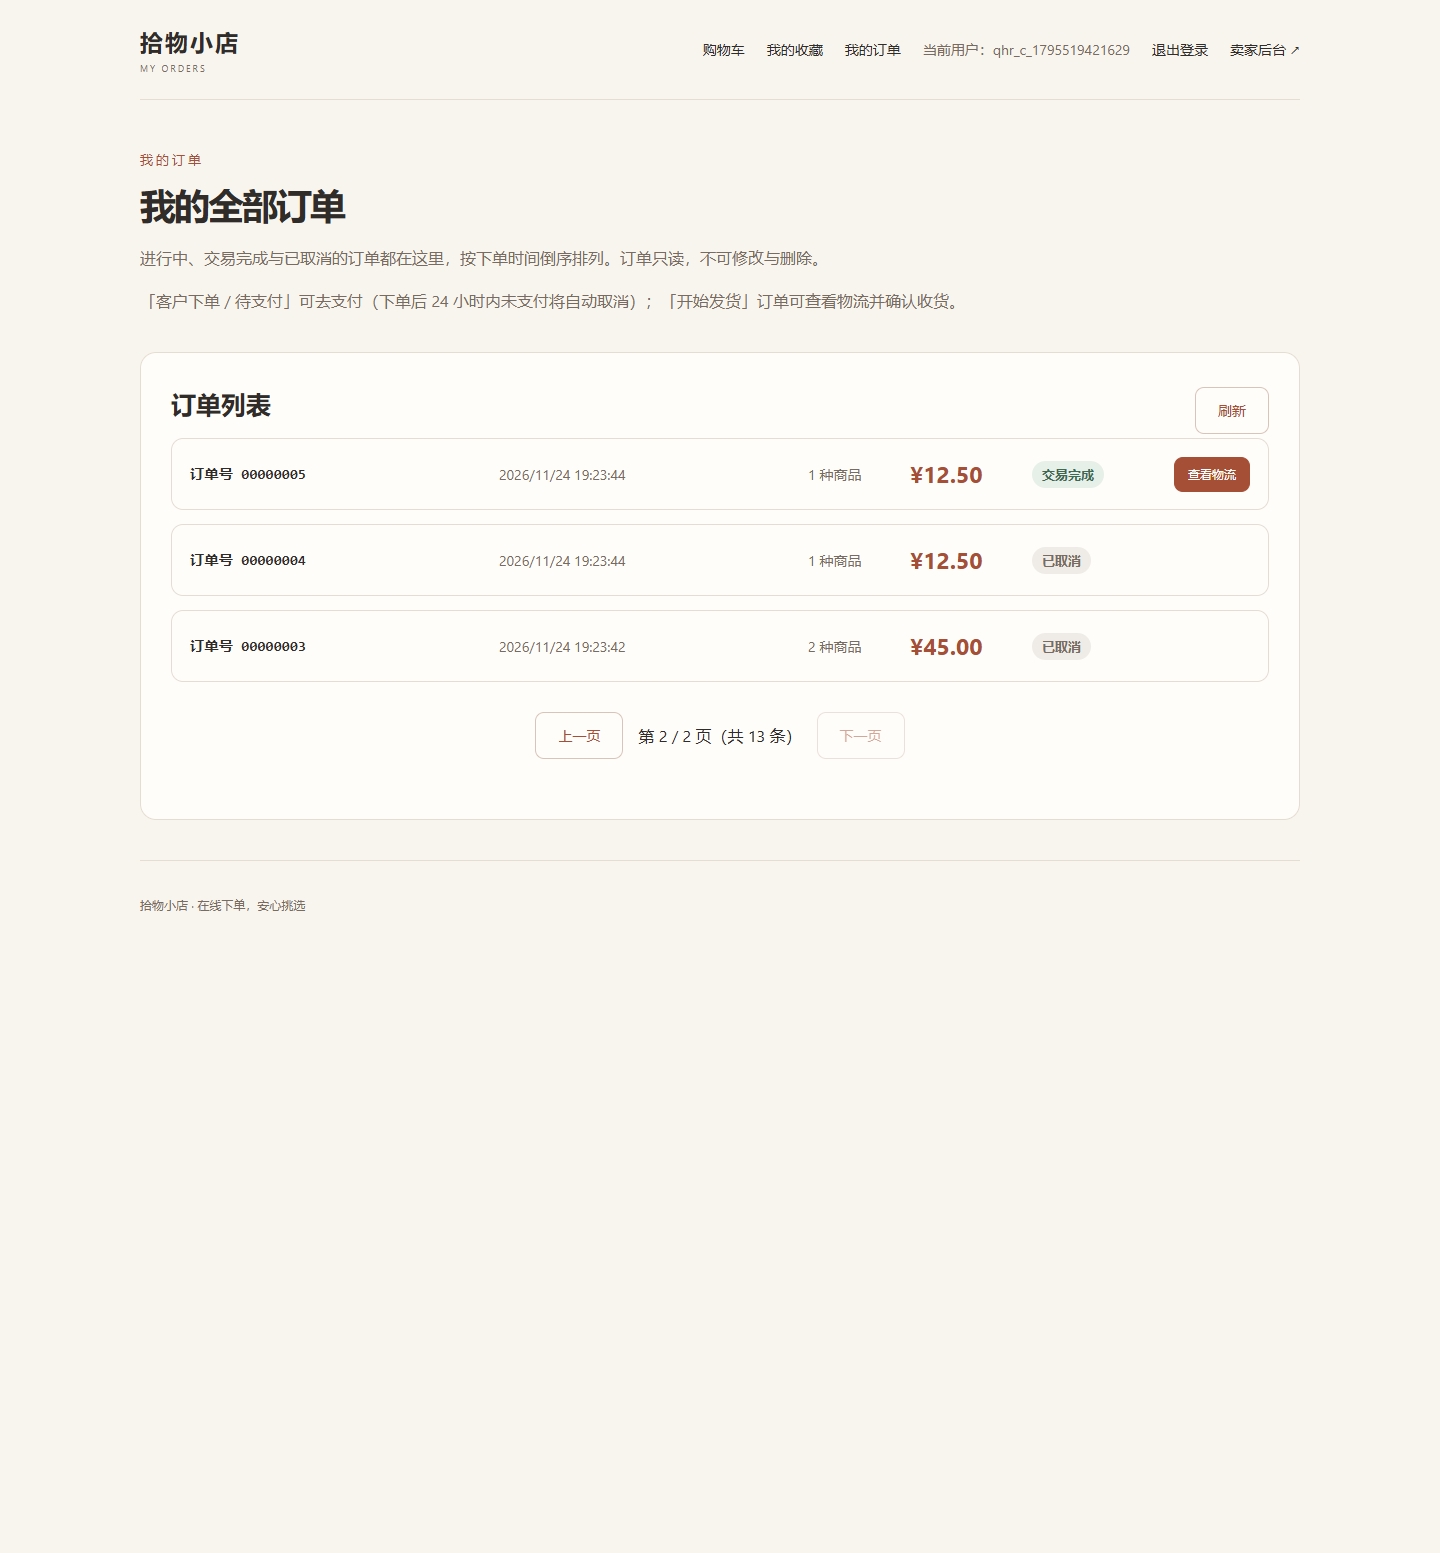 拾物小店
MY ORDERS
购物车 我的收藏 我的订单 当前用户：qhr_c_1795519421629 退出登录 卖家后台 ↗
我的订单
我的全部订单
进行中、交易完成与已取消的订单都在这里，按下单时间倒序排列。订单只读，不可修改与删除。
「客户下单 / 待支付」可去支付（下单后 24 小时内未支付将自动取消）；「开始发货」订单可查看物流并确认收货。
订单列表
刷新
订单号 00000005 2026/11/24 19:23:44 1 种商品 ¥12.50 交易完成 查看物流
订单号 00000004 2026/11/24 19:23:44 1 种商品 ¥12.50 已取消
订单号 00000003 2026/11/24 19:23:42 2 种商品 ¥45.00 已取消
上一页 第 2 / 2 页（共 13 条） 下一页
拾物小店 · 在线下单，安心挑选